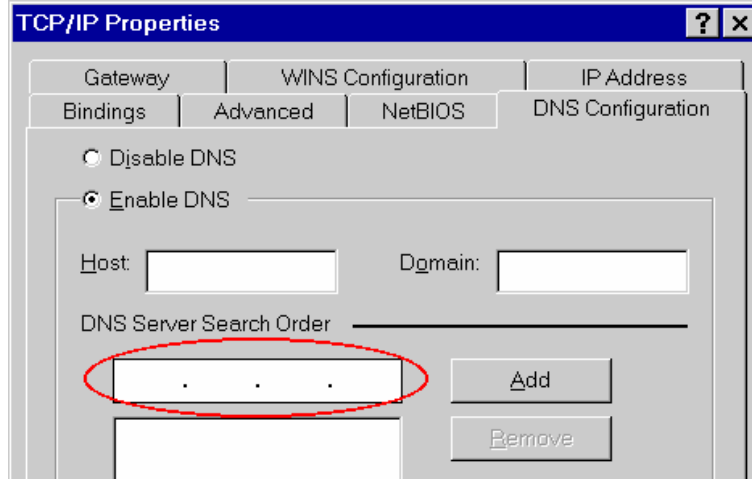 TCP/IP Properties ? ×
Gateway WINS Configuration IP Address
Bindings Advanced NetBIOS DNS Configuration
Disable DNS
Enable DNS
Host: Domain:
DNS Server Search Order
. . . Add
Remove